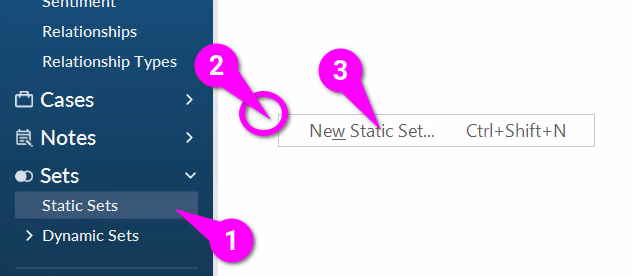 Sentiment
Relationships
Relationship Types
Cases
Notes
Sets
Static Sets
Dynamic Sets
1
2
3
New Static Set... Ctrl+Shift+N